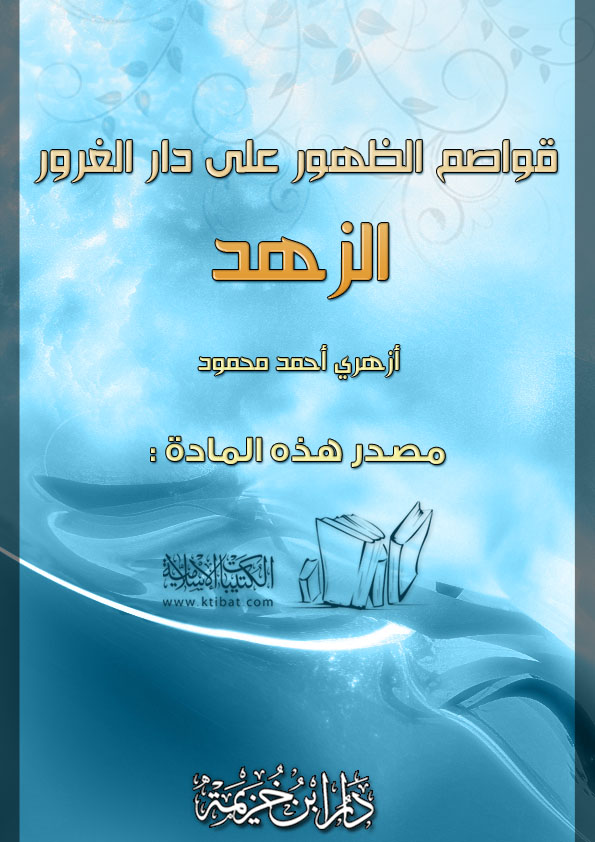 قواصم الظهور على دار الغرور
الزهد
أزهري أحمد محمود
مصدر هذه المادة :
الكتيبات الإسلامية
www.ktibat.com
دار ابن خزيمة